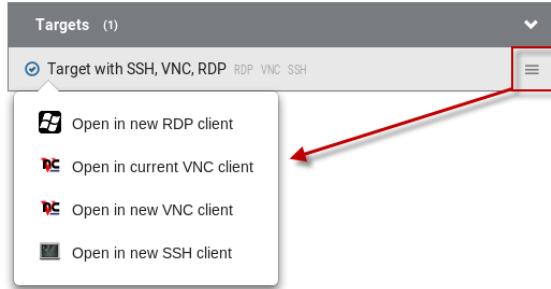 Targets (1)
Target with SSH, VNC, RDP RDP VNC SSH
Open in new RDP client
Open in current VNC client
Open in new VNC client
Open in new SSH client